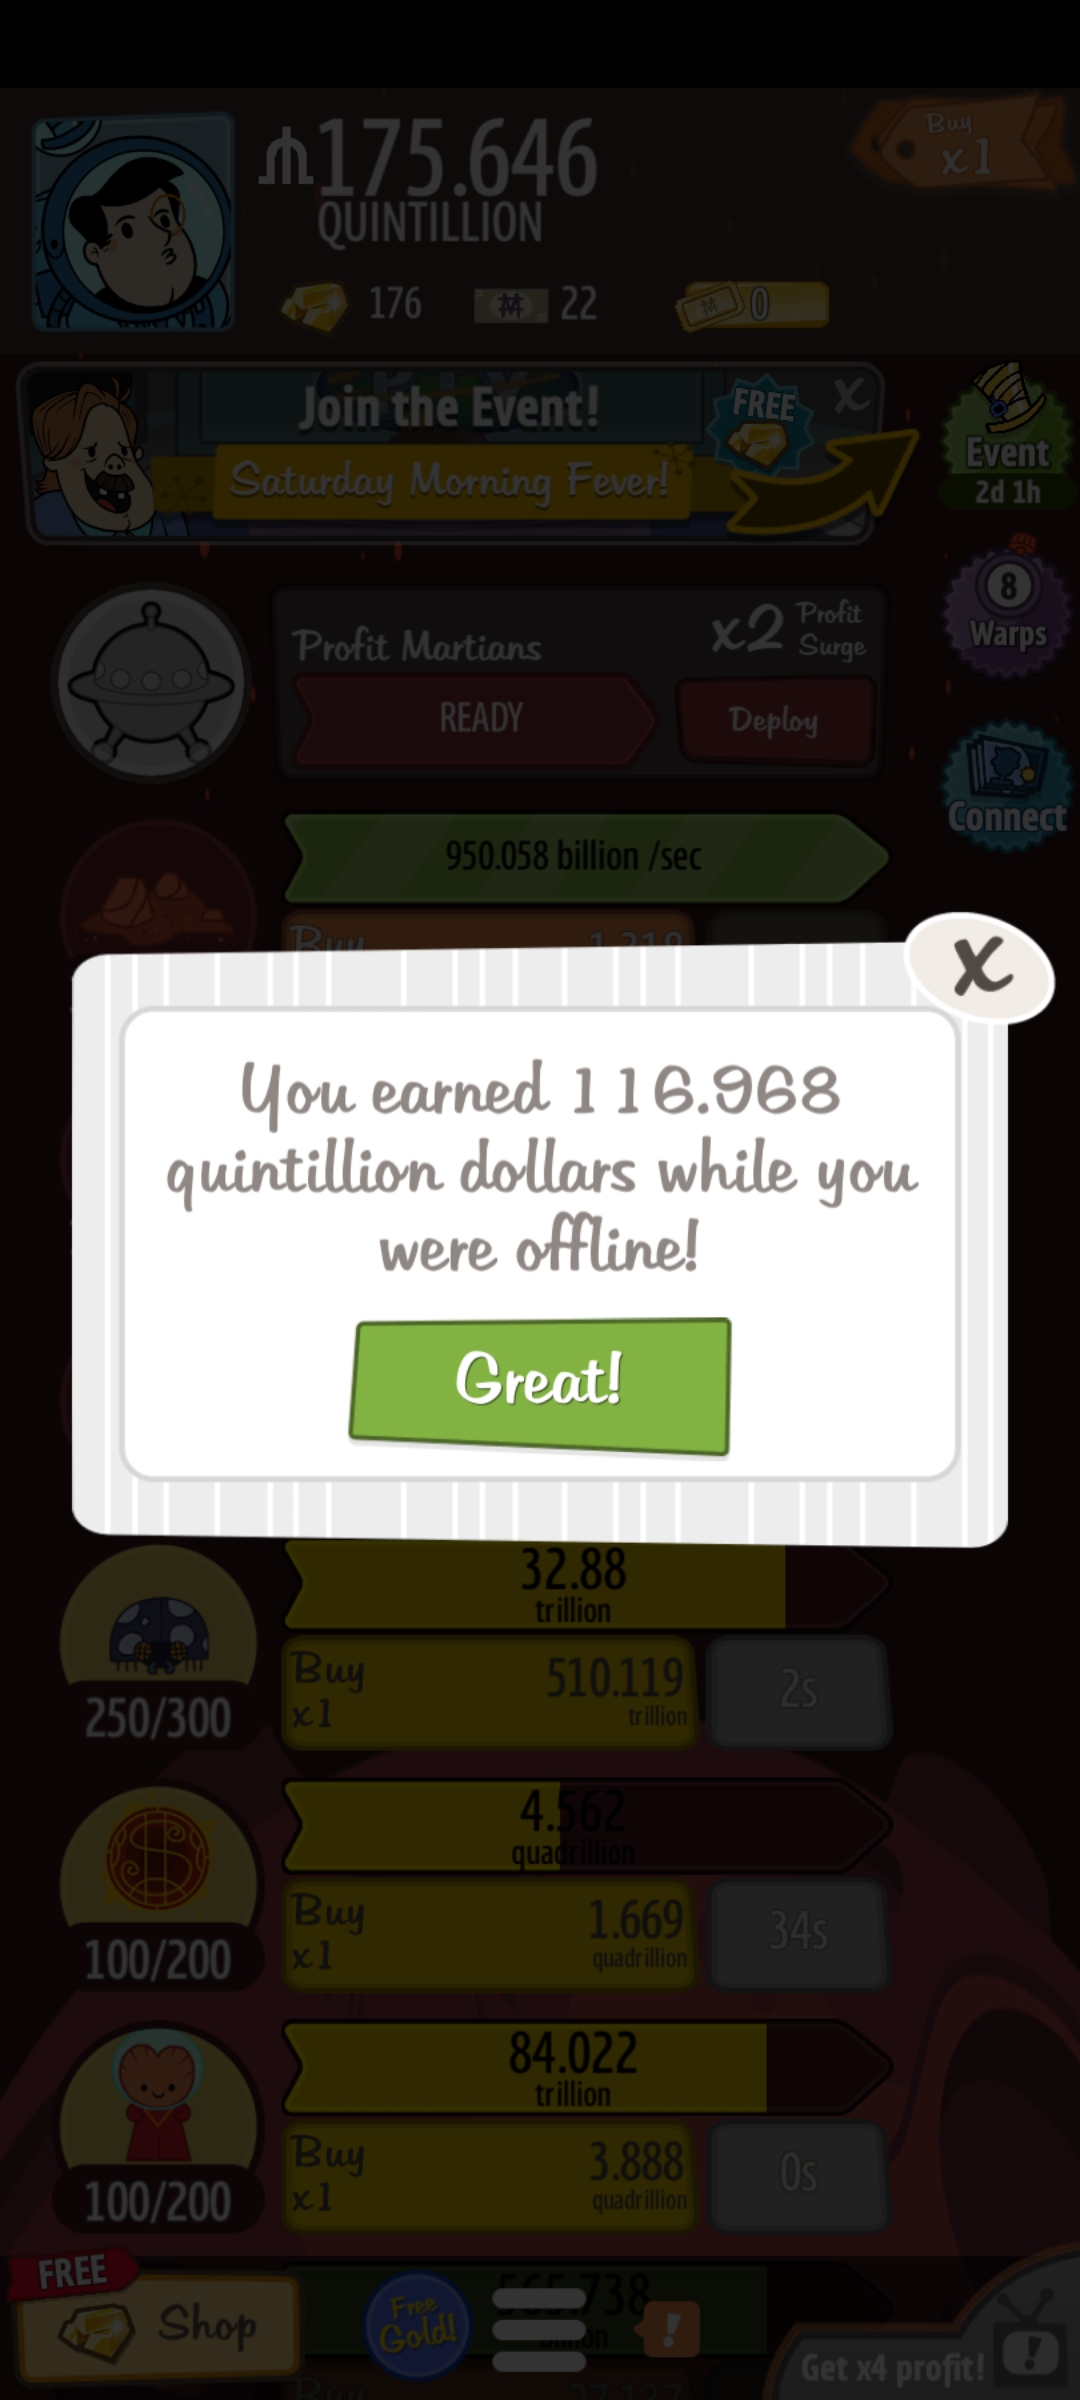 175.646
QUINTILLION
Buy
x1
176
22
0
Join the Event!
FREE
X
Saturday Morning Fever!
Event
2d 1h
8
Warps
Profit Martians
x2 Profit
Surge
READY
Deploy
Connect
950.058 billion /sec
Buy
X
You earned 116.968
quintillion dollars while you
were offline!
Great!
32.88
trillion
Buy
x1
510.119
trillion
2s
250/300
4.562
quadrillion
Buy
x1
1.669
quadrillion
34s
100/200
84.022
trillion
Buy
x1
3.888
quadrillion
0s
100/200
FREE
Shop
Free
Gold!
!
Get x4 profit!
!